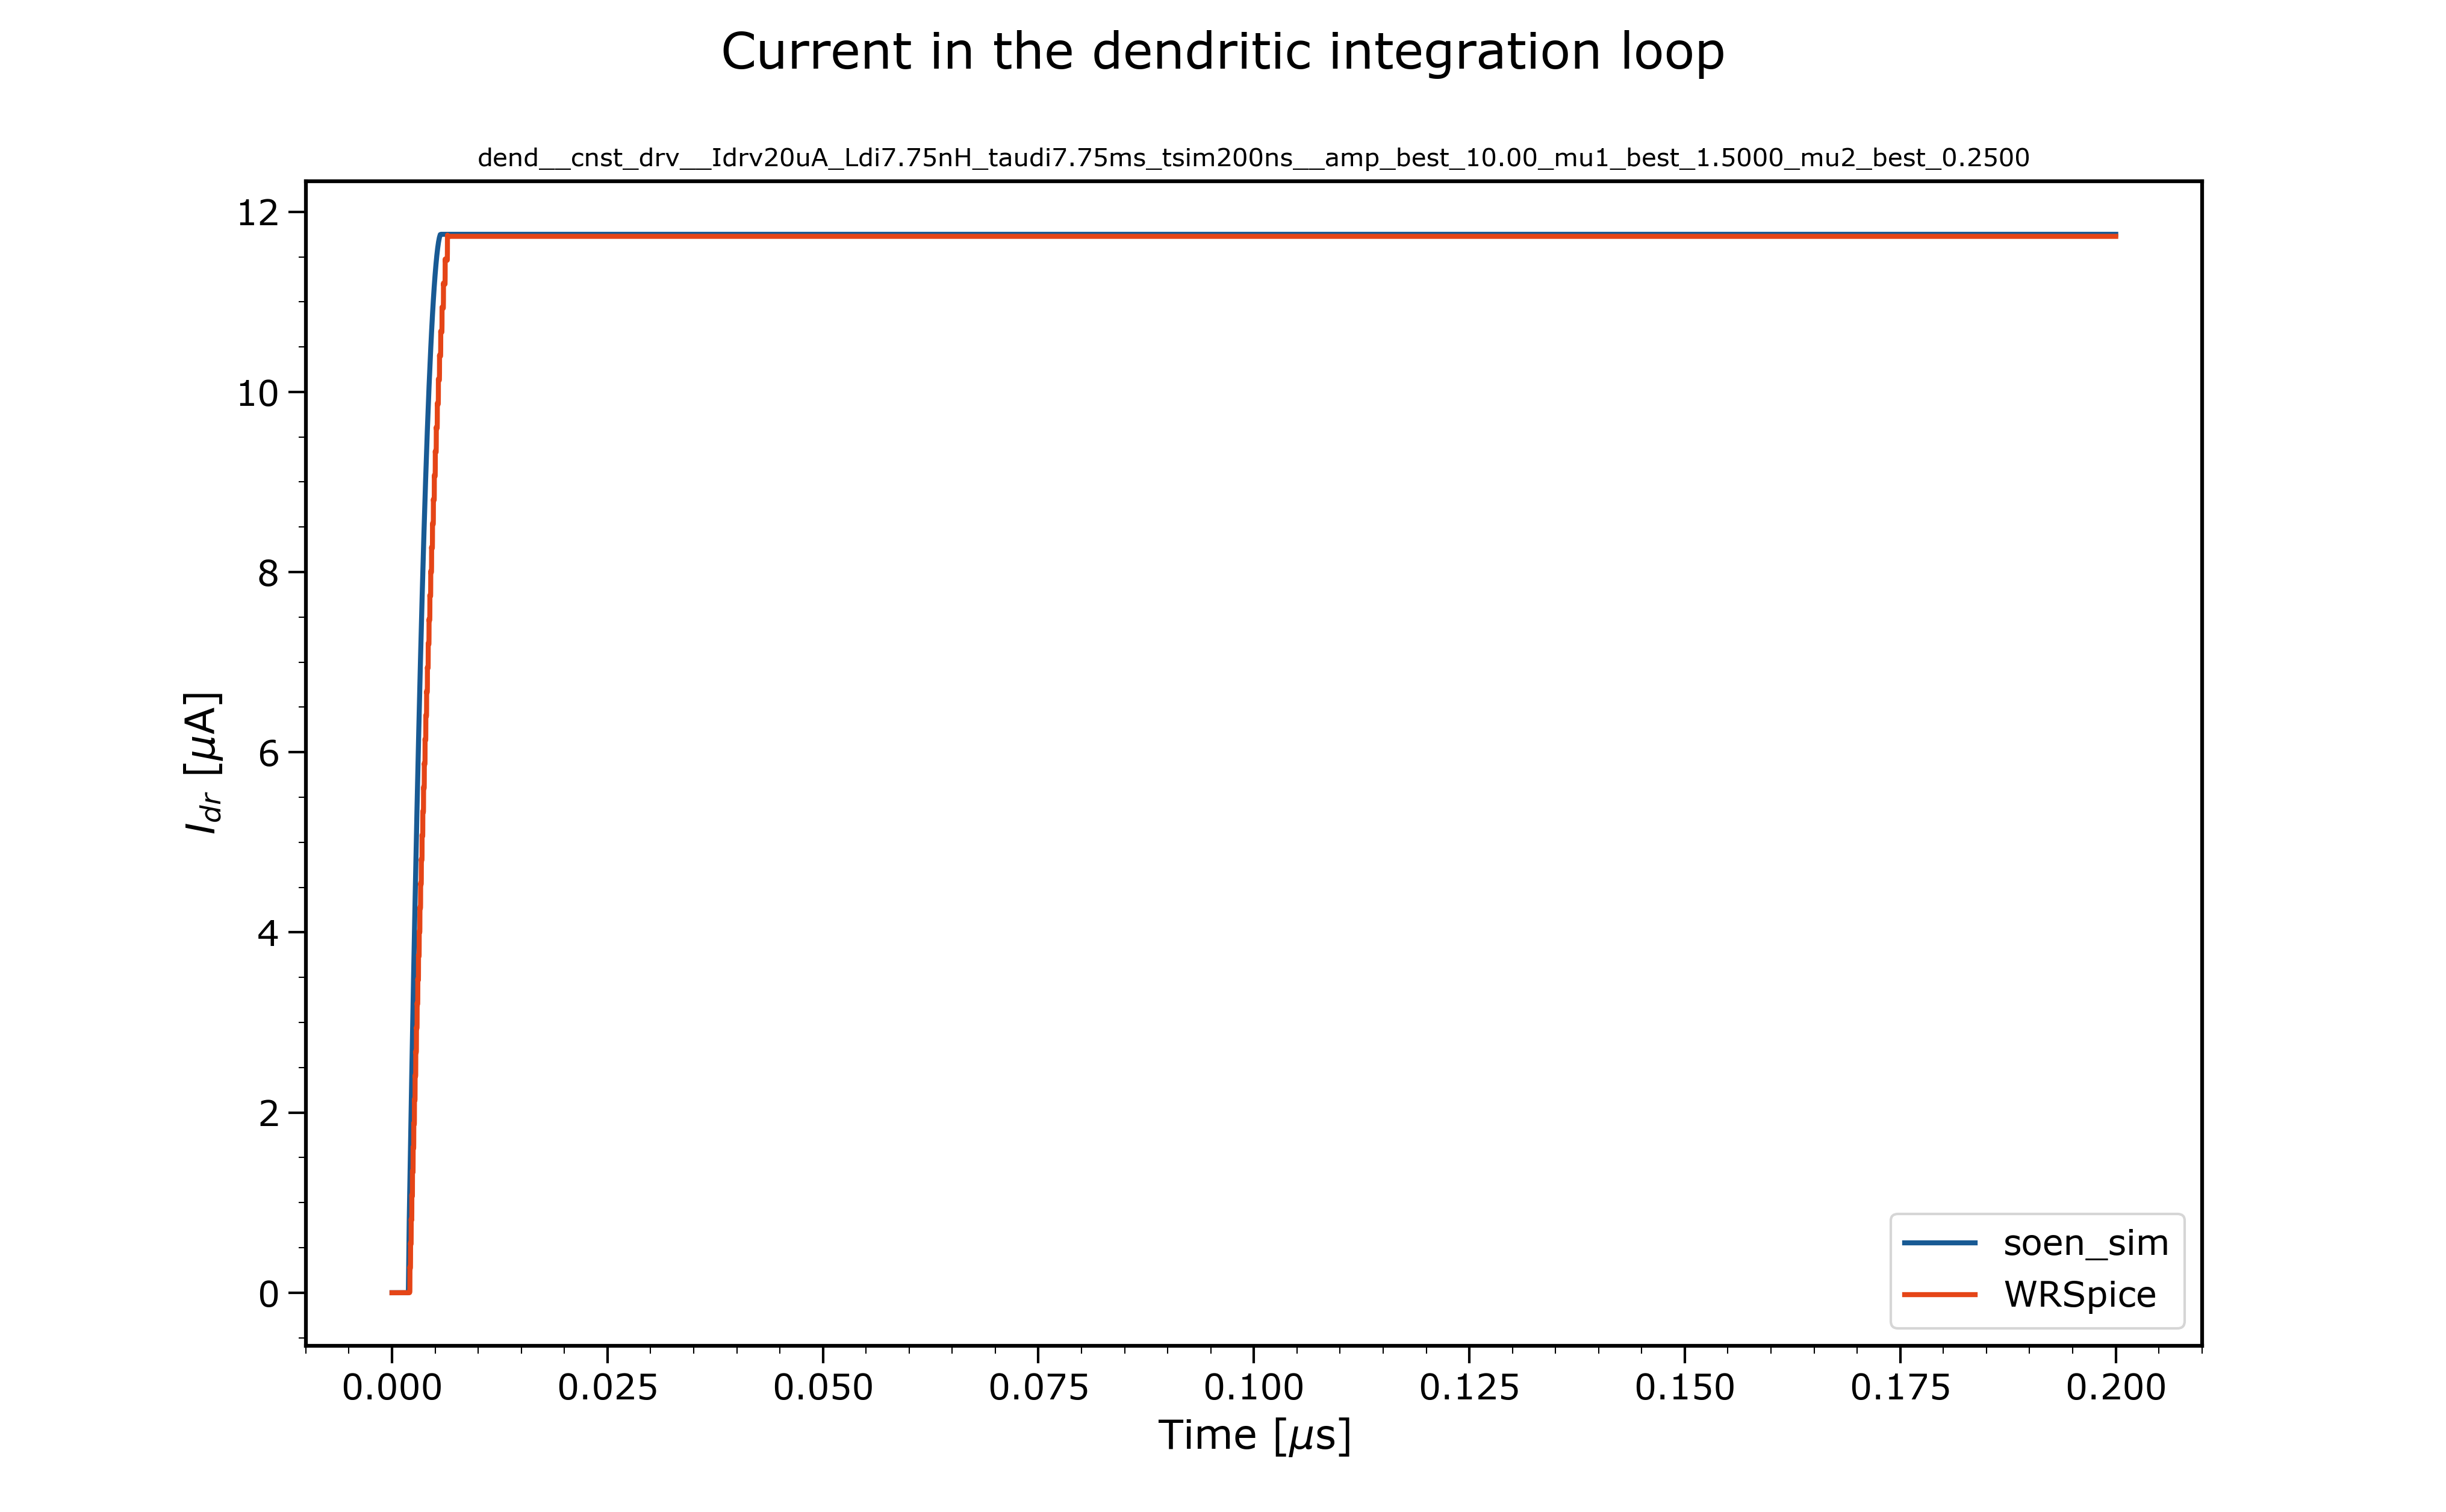 Current in the dendritic integration loop
dend__cnst_drv__Idrv20uA_Ldi7.75nH_taudi7.75ms_tsim200ns__amp_best_10.00_mu1_best_1.5000_mu2_best_0.2500
12
10
8
6
4
2
0
I_dr [μA]
soen_sim
WRSpice
0.000 0.025 0.050 0.075 0.100 0.125 0.150 0.175 0.200
Time [μs]